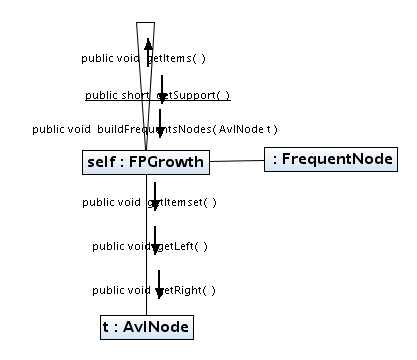 public void getItems( )
public short getSupport( )
public void buildFrequentsNodes( AvlNode t )
self : FPGrowth
: FrequentNode
public void getItemset( )
public void getLeft( )
public void getRight( )
t : AvlNode